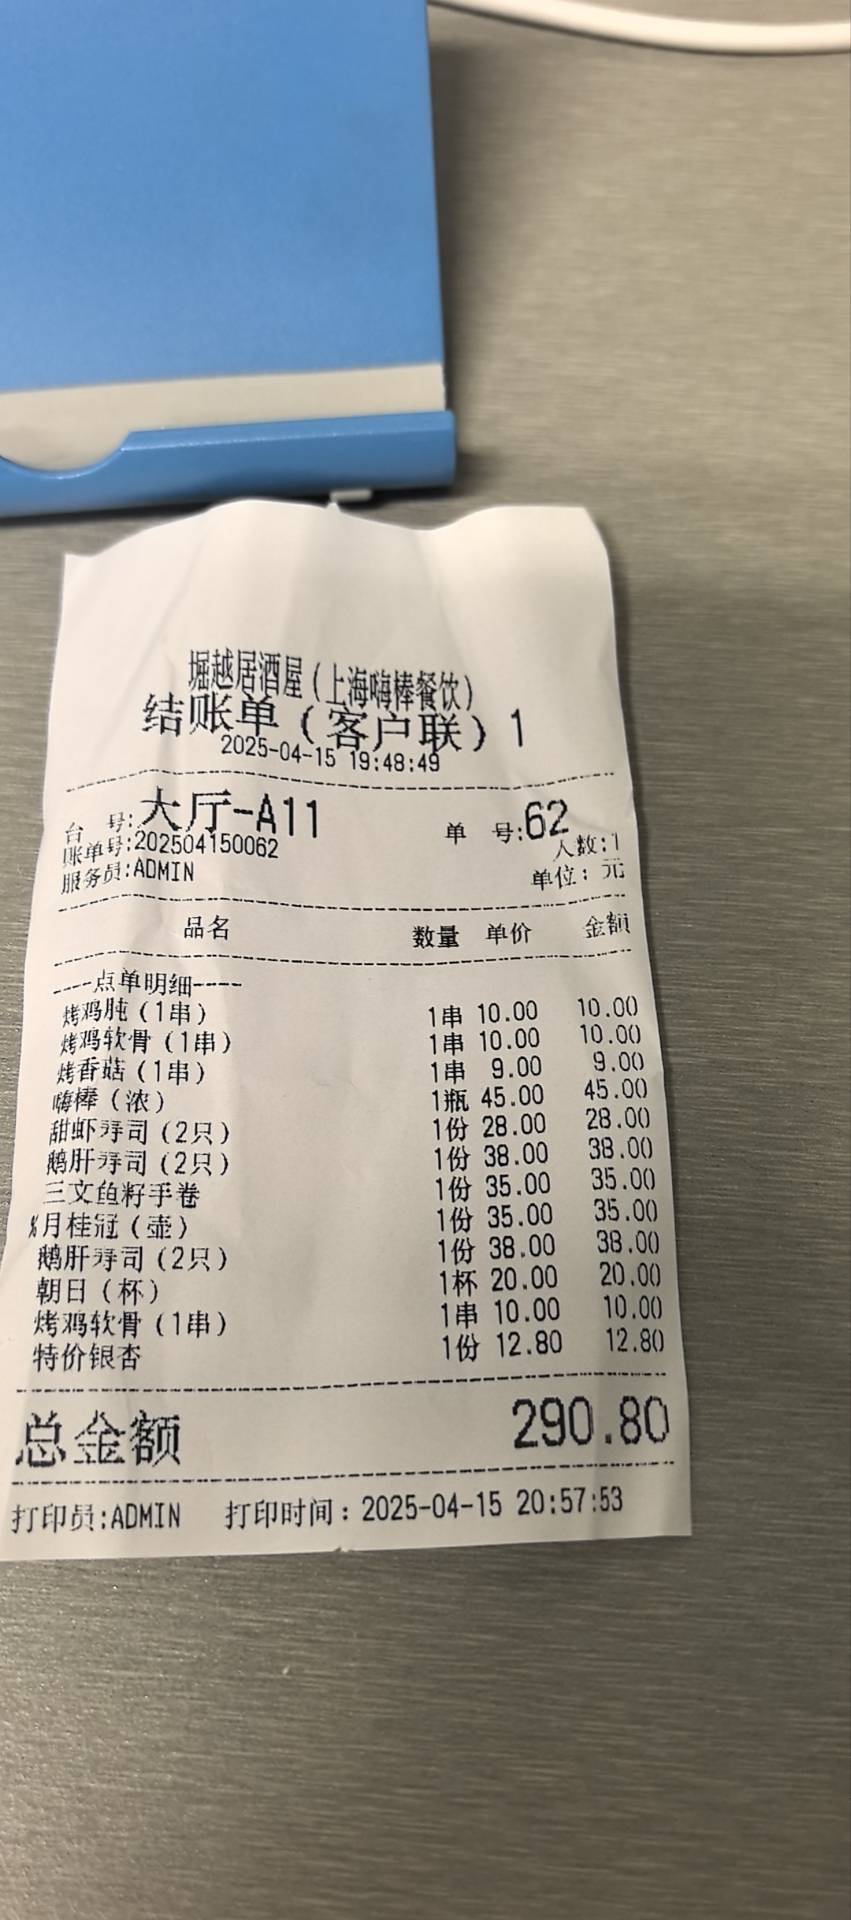 堀越居酒屋（上海嗨棒餐饮）
结账单（客户联）1
2025-04-15 19:48:49
台 号:大厅-A11 单 号:62
账单号:202504150062 人数:1
服务员:ADMIN 单位: 元
品名 数量 单价 金额
----点单明细----
烤鸡肫（1串） 1串 10.00 10.00
烤鸡软骨（1串） 1串 10.00 10.00
烤香菇（1串） 1串 9.00 9.00
嗨棒（浓） 1瓶 45.00 45.00
甜虾寿司（2只） 1份 28.00 28.00
鹅肝寿司（2只） 1份 38.00 38.00
三文鱼籽手卷 1份 35.00 35.00
%月桂冠（壶） 1份 35.00 35.00
鹅肝寿司（2只） 1份 38.00 38.00
朝日（杯） 1杯 20.00 20.00
烤鸡软骨（1串） 1串 10.00 10.00
特价银杏 1份 12.80 12.80
总金额 290.80
打印员:ADMIN 打印时间：2025-04-15 20:57:53